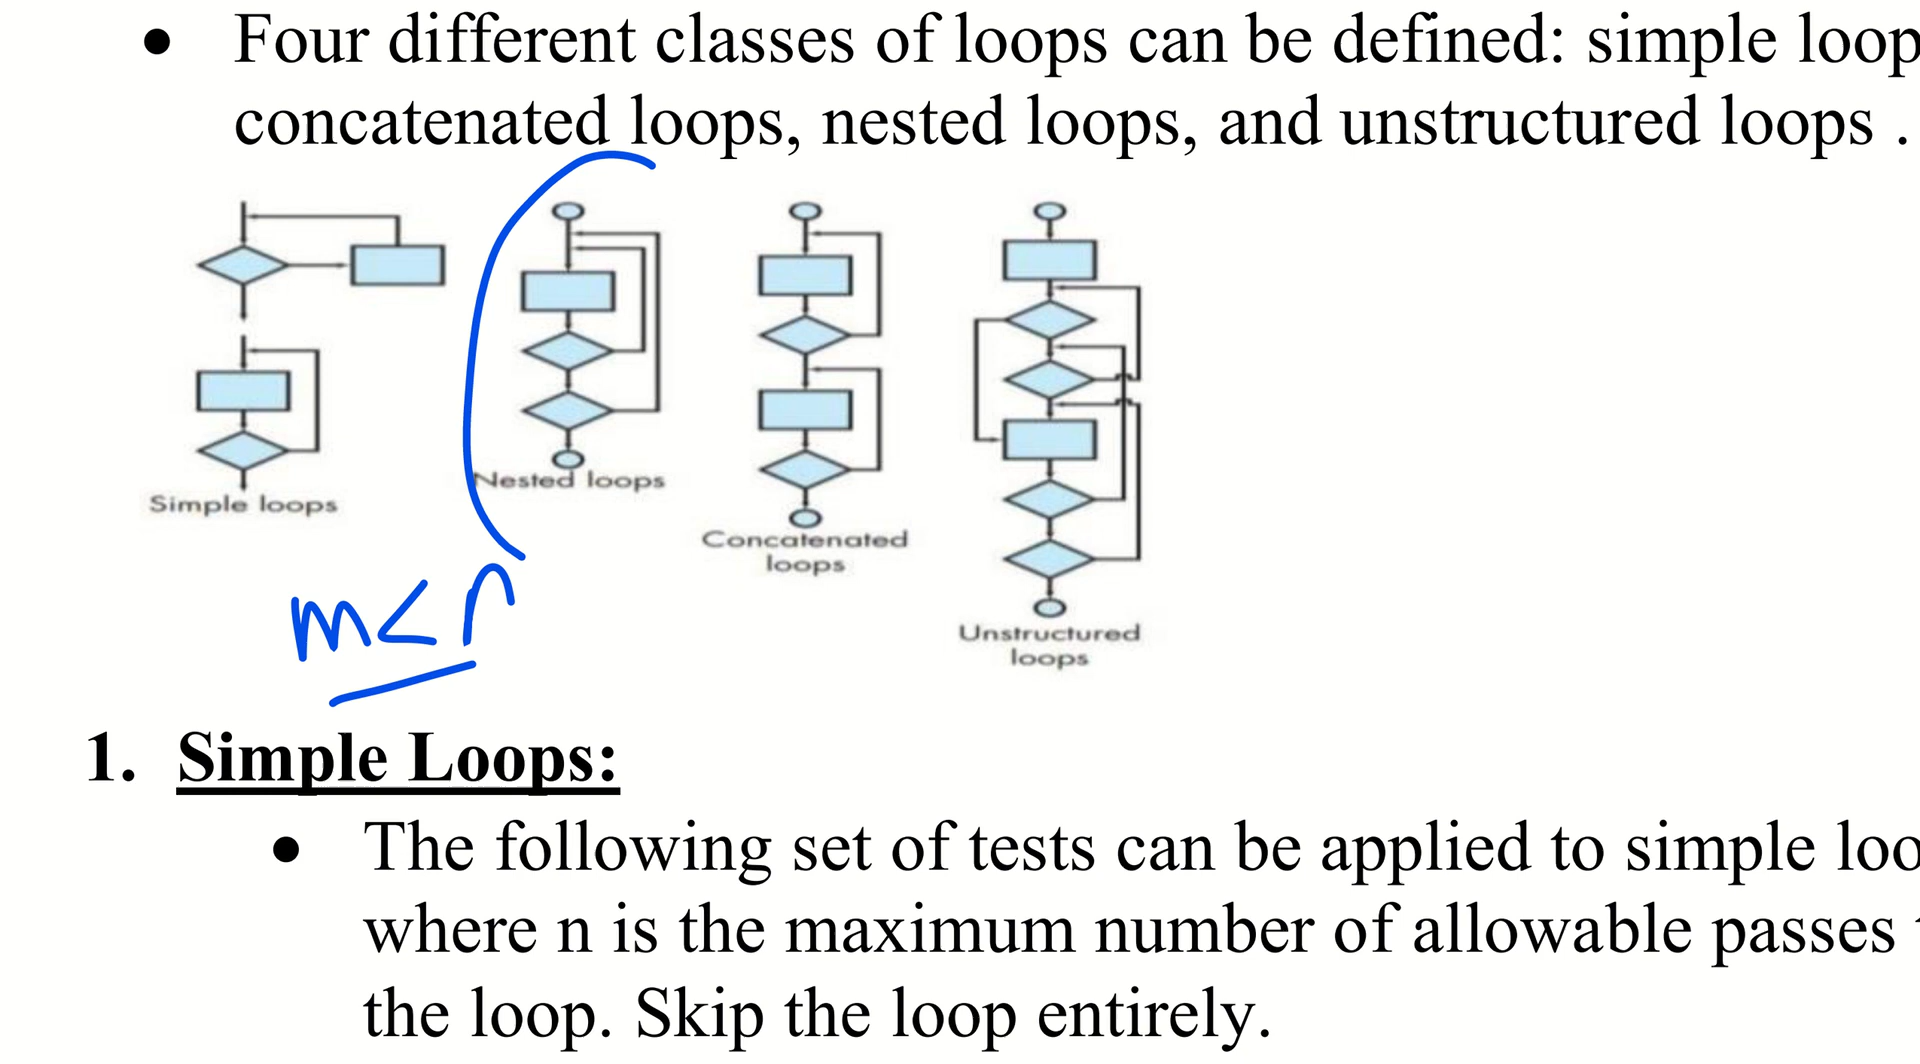 • Four different classes of loops can be defined: simple loop
concatenated loops, nested loops, and unstructured loops .
Simple loops
Nested loops
Concatenated
loops
Unstructured
loops
m<n
1. Simple Loops:
• The following set of tests can be applied to simple loo
where n is the maximum number of allowable passes
the loop. Skip the loop entirely.